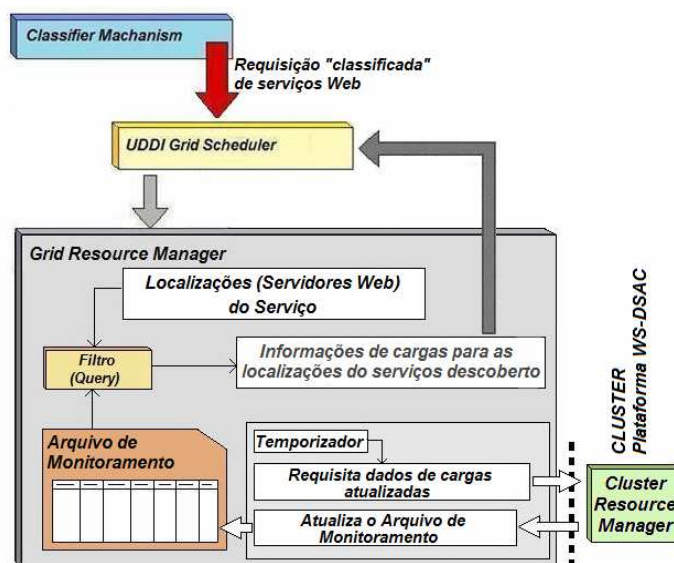 Classifier Machanism
Requisição "classificada"
de serviços Web
UDDI Grid Scheduler
Grid Resource Manager
Localizações (Servidores Web)
do Serviço
Filtro
(Query)
Informações de cargas para as
localizações do serviços descoberto
Arquivo de
Monitoramento
Temporizador
Requisita dados de cargas
atualizadas
Atualiza o Arquivo de
Monitoramento
CLUSTER
Plataforma WS-DSAC
Cluster
Resource
Manager